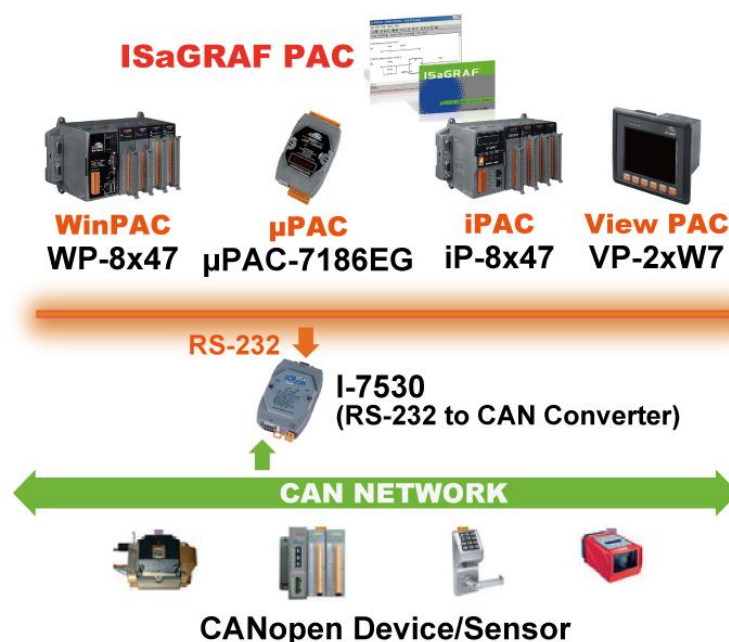 ISaGRAF PAC
ISaGRAF
WinPAC
WP-8x47
µPAC
µPAC-7186EG
iPAC
iP-8x47
View PAC
VP-2xW7
RS-232
I-7530
(RS-232 to CAN Converter)
CAN NETWORK
CANopen Device/Sensor